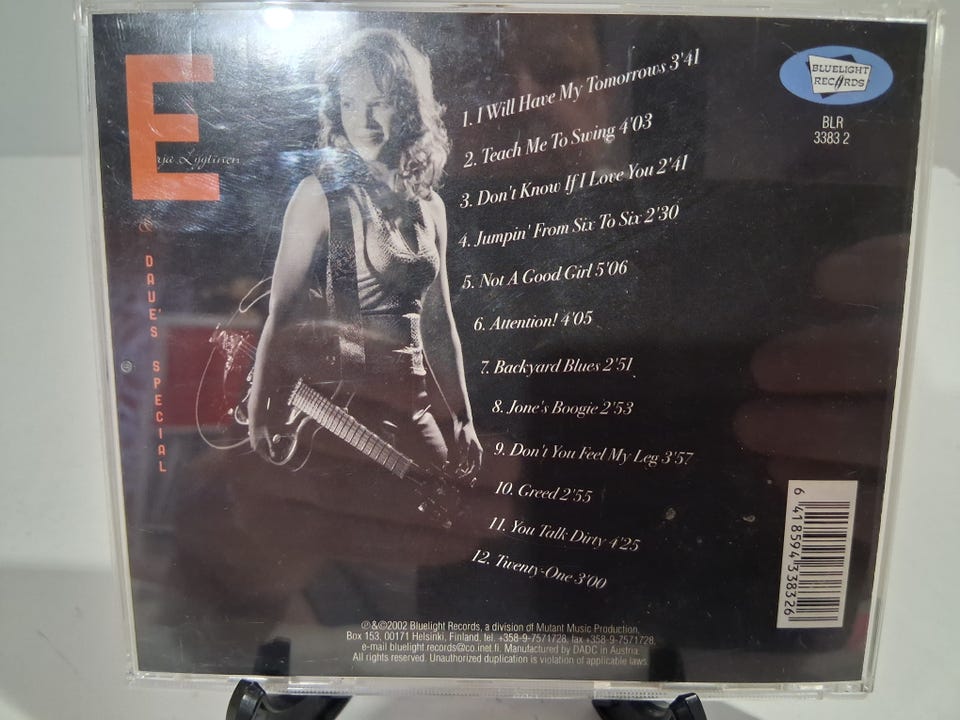 E
rja Lyytinen
&
DAVE'S SPECIAL
1. I Will Have My Tomorrows 3'41
2. Teach Me To Swing 4'03
3. Don't Know If I Love You 2'41
4. Jumpin' From Six To Six 2'30
5. Not A Good Girl 5'06
6. Attention! 4'05
7. Backyard Blues 2'51
8. Jone's Boogie 2'53
9. Don't You Feel My Leg 3'57
10. Greed 2'55
11. You Talk Dirty 4'25
12. Twenty-One 3'00
BLUELIGHT
RECORDS
BLR
3383 2
6 418594 338326
℗&©2002 Bluelight Records, a division of Mutant Music Production,
Box 153, 00171 Helsinki, Finland, tel. +358-9-7571728, fax +358-9-7571728,
e-mail bluelight.records@co.inet.fi. Manufactured by DADC in Austria.
All rights reserved. Unauthorized duplication is violation of applicable laws.